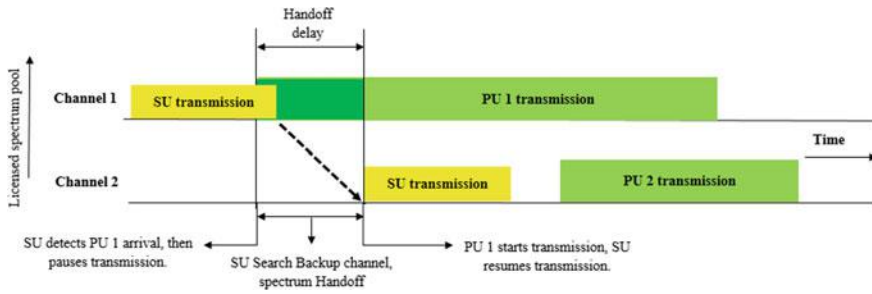 Handoff
delay
Licensed spectrum pool
Channel 1
SU transmission
PU 1 transmission
Time
Channel 2
SU transmission
PU 2 transmission
SU detects PU 1 arrival, then
pauses transmission.
SU Search Backup channel,
spectrum Handoff
PU 1 starts transmission, SU
resumes transmission.